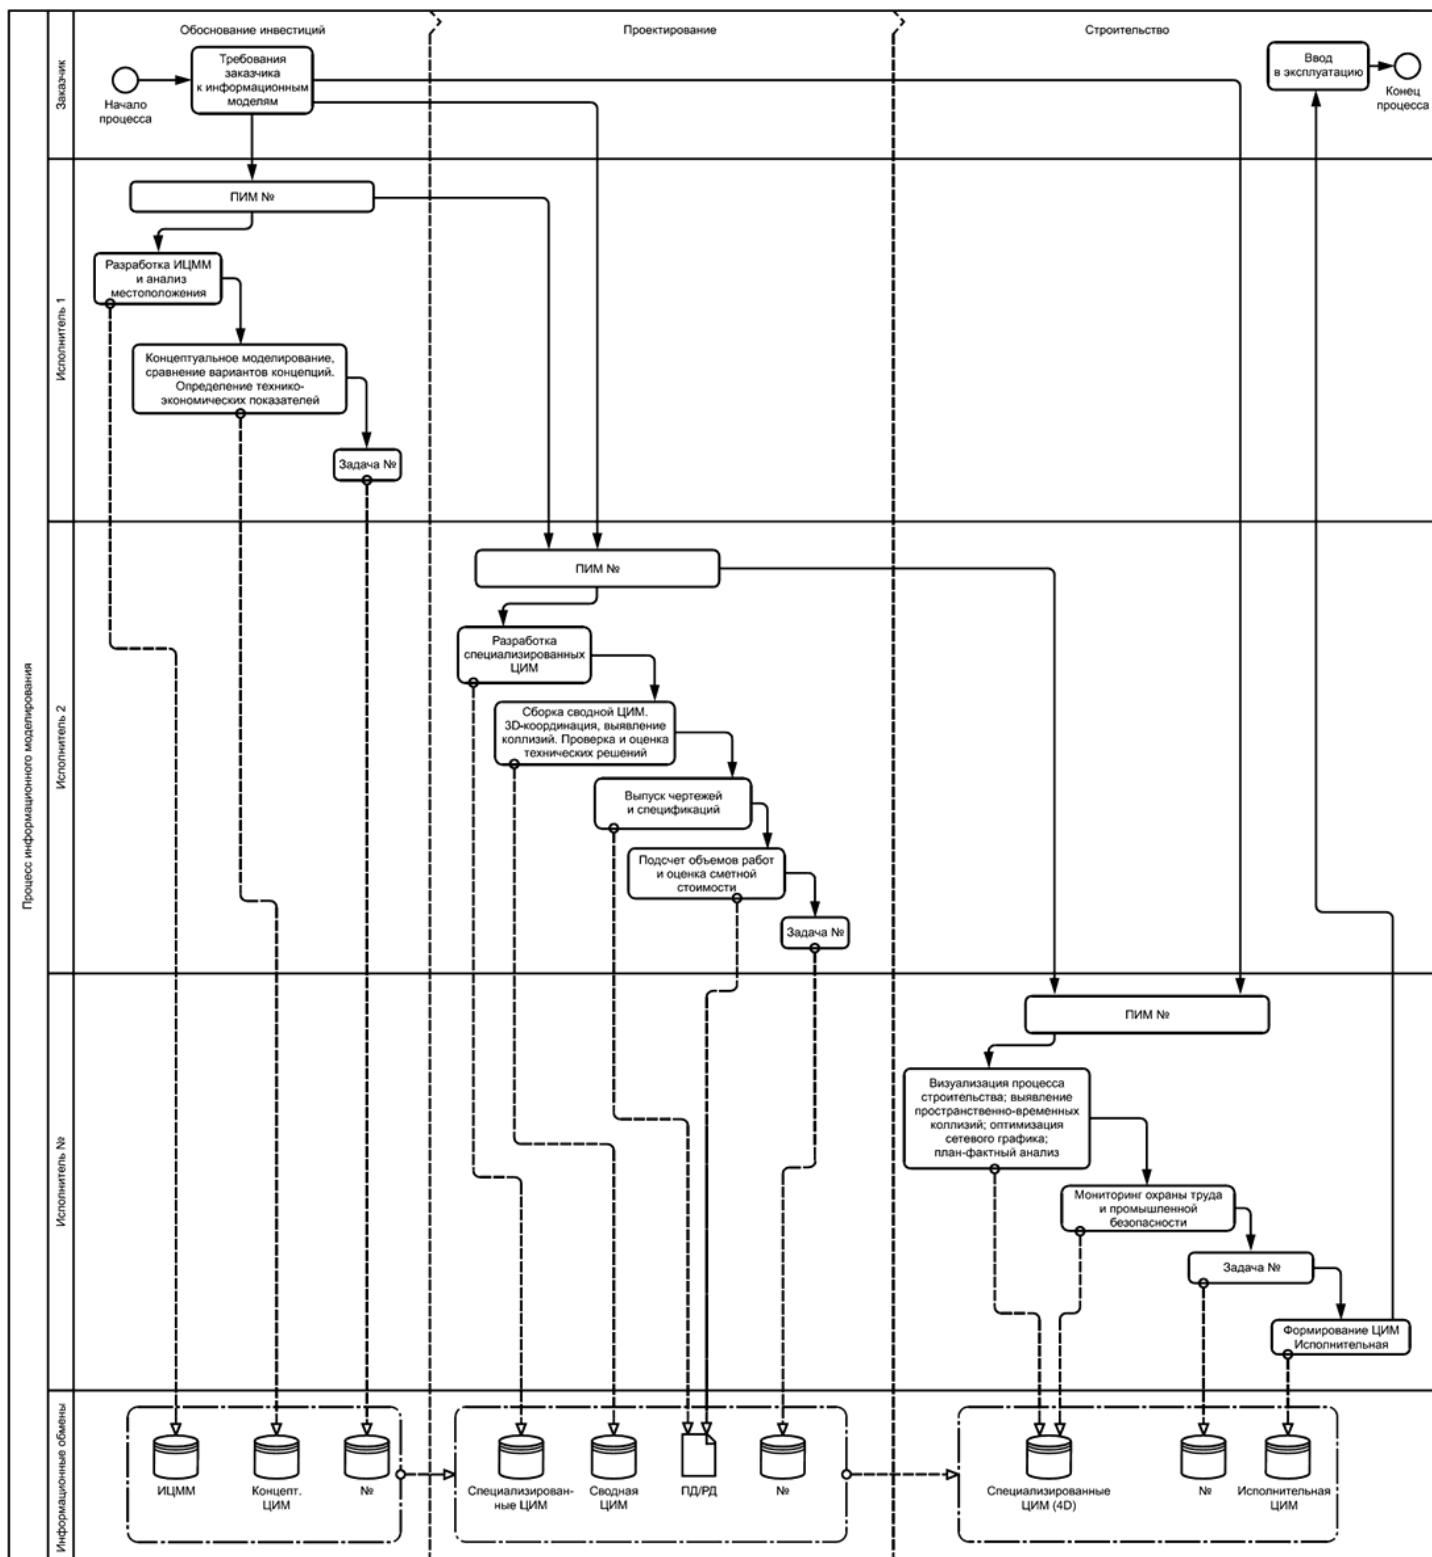 Обоснование инвестиций
Проектирование
Строительство
Процесс информационного моделирования
Заказчик
Начало
процесса
Требования
заказчика
к информационным
моделям
Ввод
в эксплуатацию
Конец
процесса
Исполнитель 1
ПИМ №
Разработка ИЦММ
и анализ
местоположения
Концептуальное моделирование,
сравнение вариантов концепций.
Определение технико-
экономических показателей
Задача №
Исполнитель 2
ПИМ №
Разработка
специализированных
ЦИМ
Сборка сводной ЦИМ.
3D-координация, выявление
коллизий. Проверка и оценка
технических решений
Выпуск чертежей
и спецификаций
Подсчет объемов работ
и оценка сметной
стоимости
Задача №
Исполнитель №
ПИМ №
Визуализация процесса
строительства; выявление
пространственно-временных
коллизий; оптимизация
сетевого графика;
план-фактный анализ
Мониторинг охраны труда
и промышленной
безопасности
Задача №
Формирование ЦИМ
Исполнительная
Информационные обмены
ИЦММ
Концепт.
ЦИМ
№
Специализирован-
ные ЦИМ
Сводная
ЦИМ
ПД/РД
№
Специализированные
ЦИМ (4D)
№
Исполнительная
ЦИМ